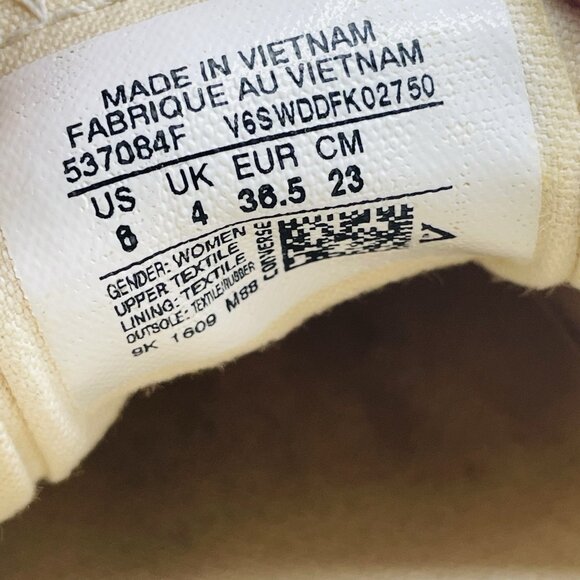 MADE IN VIETNAM
FABRIQUE AU VIETNAM
537084F V6SWDDFK02750
US UK EUR CM
6 4 36.5 23
GENDER: WOMEN
UPPER TEXTILE
LINING: TEXTILE
OUTSOLE: TEXTILE/RUBBER
9K 1609 M88
CONVERSE
V